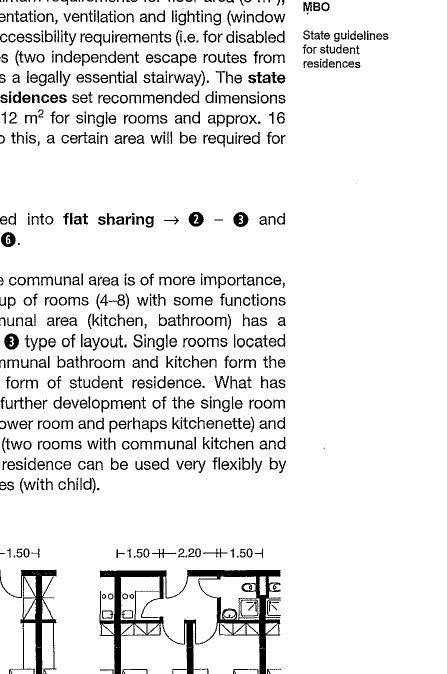 MBO
State guidelines
for student
residences
entation, ventilation and lighting (window
ccessibility requirements (i.e. for disabled
s (two independent escape routes from
s a legally essential stairway). The state
sidences set recommended dimensions
12 m² for single rooms and approx. 16
o this, a certain area will be required for
ed into flat sharing → ❷ – ❸ and
❻.
e communal area is of more importance,
up of rooms (4–8) with some functions
munal area (kitchen, bathroom) has a
❸ type of layout. Single rooms located
mmunal bathroom and kitchen form the
form of student residence. What has
further development of the single room
ower room and perhaps kitchenette) and
(two rooms with communal kitchen and
residence can be used very flexibly by
es (with child).
1.50 1.50 2.20 1.50